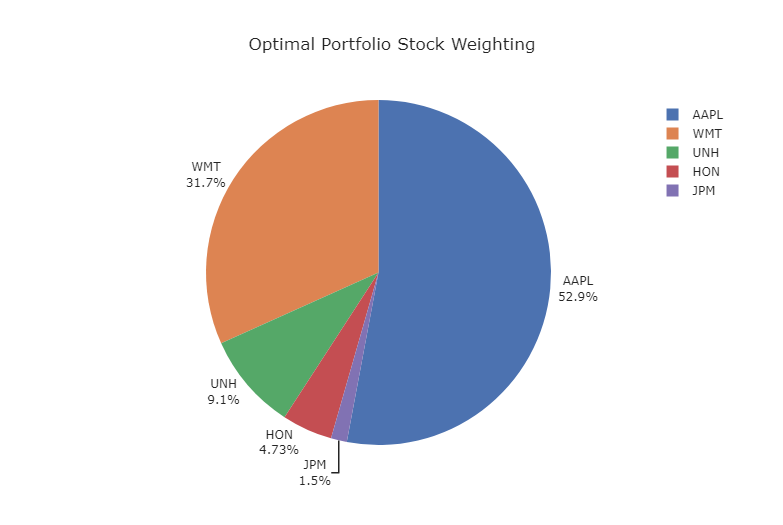 Optimal Portfolio Stock Weighting
AAPL
WMT
UNH
HON
JPM
WMT
31.7%
AAPL
52.9%
UNH
9.1%
HON
4.73%
JPM
1.5%